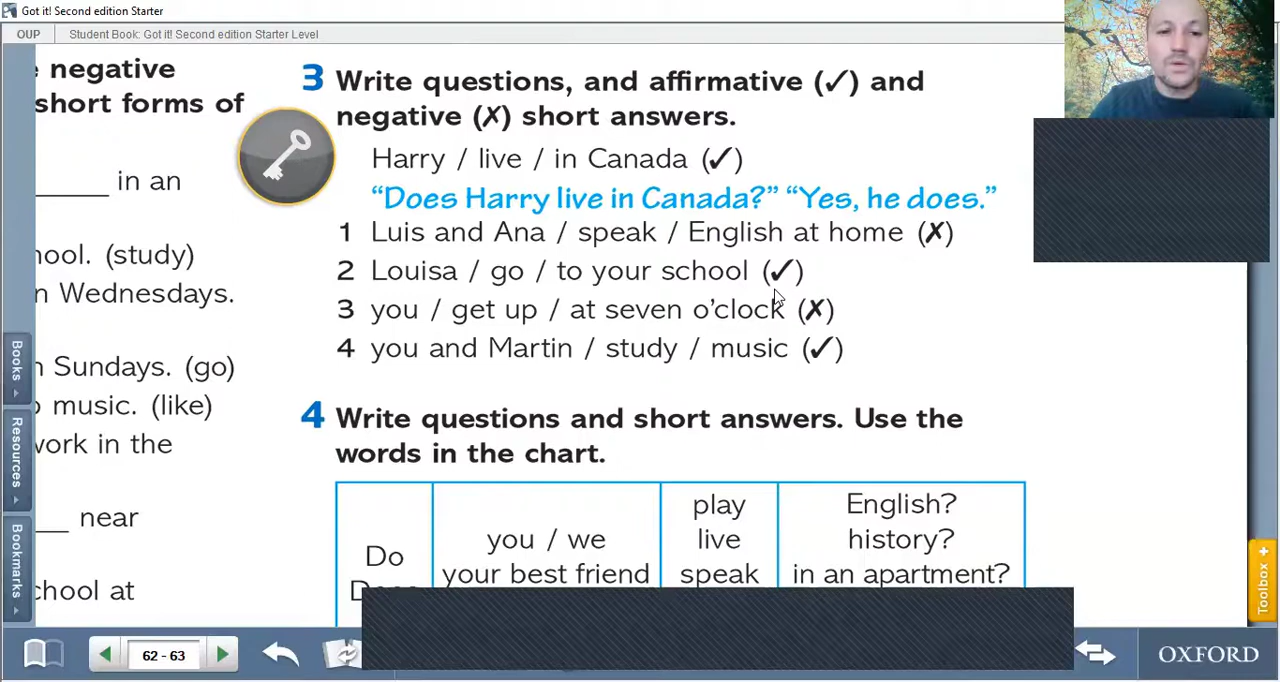 Got it! Second edition Starter
OUP
Student Book: Got it! Second edition Starter Level
negative
short forms of
in an
(study)
Wednesdays.
Sundays. (go)
music. (like)
work in the
near
at
3 Write questions, and affirmative (✓) and
negative (✗) short answers.
Harry / live / in Canada (✓)
"Does Harry live in Canada?" "Yes, he does."
1 Luis and Ana / speak / English at home (✗)
2 Louisa / go / to your school (✓)
3 you / get up / at seven o'clock (✗)
4 you and Martin / study / music (✓)
4 Write questions and short answers. Use the
words in the chart.
play
English?
you / we
live
history?
Do
your best friend
speak
in an apartment?
Books
Resources
Bookmarks
Toolbox +
62 - 63
OXFORD